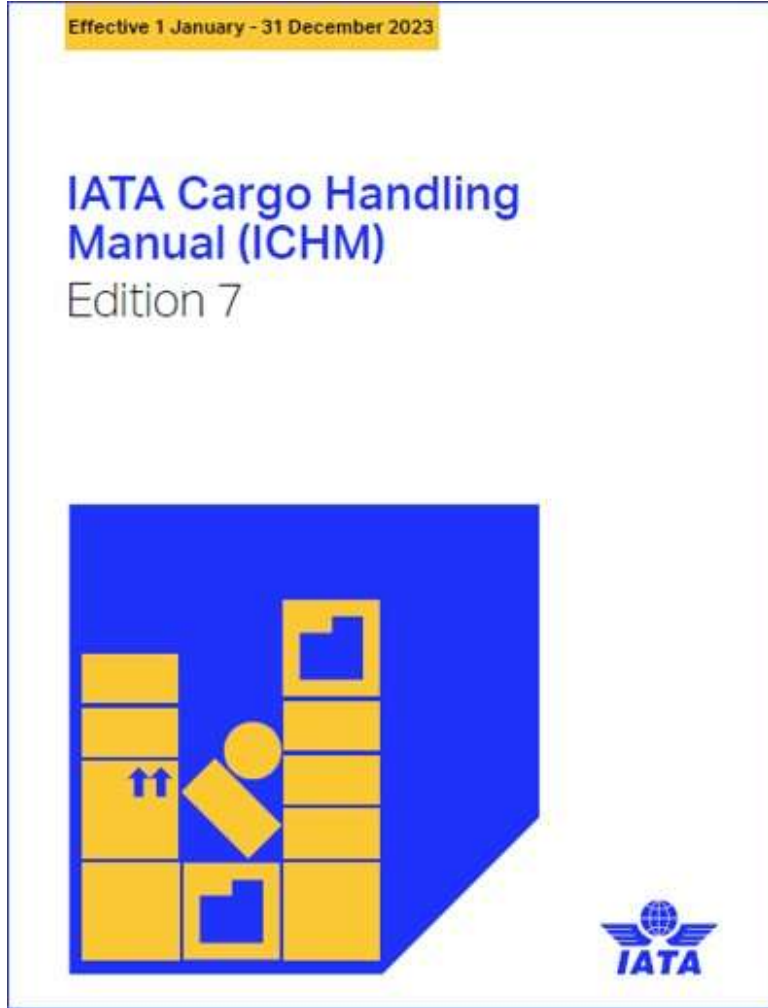 Effective 1 January - 31 December 2023
IATA Cargo Handling
Manual (ICHM)
Edition 7
IATA